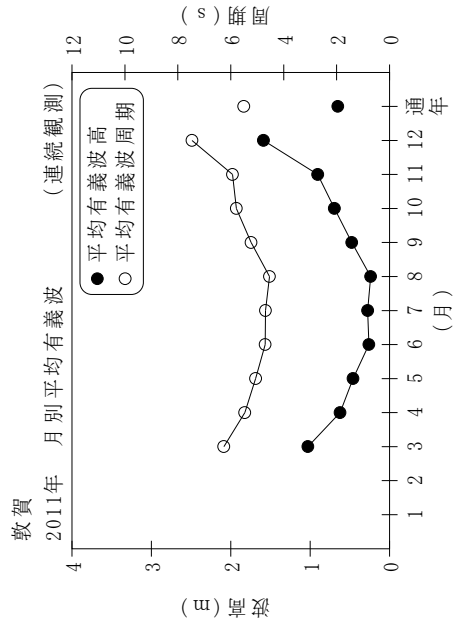 敦賀
2011年 月別平均有義波 (連続観測)
平均有義波高
平均有義波周期
波高(m)
4
3
2
1
0
周期(s)
12
10
8
6
4
2
0
1 2 3 4 5 6 7 8 9 10 11 12 通年
(月)